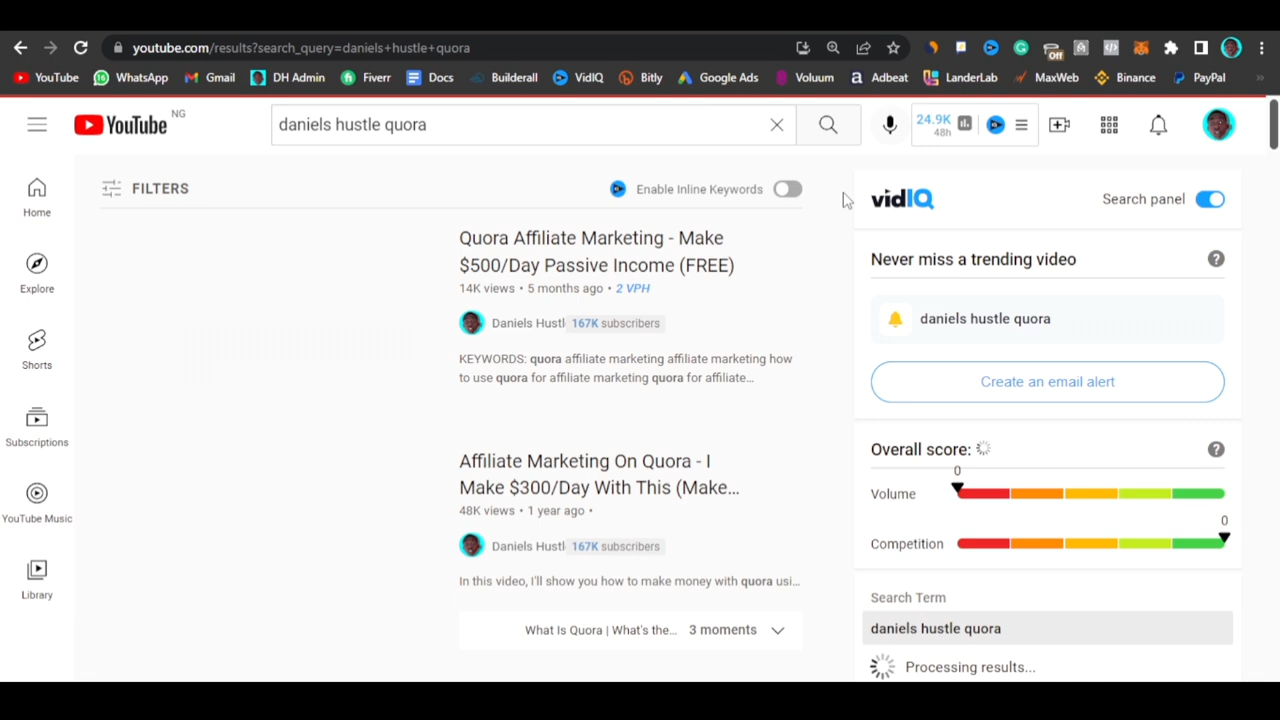 youtube.com/results?search_query=daniels+hustle+quora
Off
YouTube
16
WhatsApp
Gmail
DH Admin
Fiverr
Docs
Builderall
VidIQ
Bitly
Google Ads
Voluum
Adbeat
LanderLab
MaxWeb
Binance
PayPal
YouTube NG
daniels hustle quora
24.9K
48h
Home
Explore
Shorts
Subscriptions
YouTube Music
Library
FILTERS
Enable Inline Keywords
Quora Affiliate Marketing - Make
$500/Day Passive Income (FREE)
14K views • 5 months ago • 2 VPH
Daniels Hustl 167K subscribers
KEYWORDS: quora affiliate marketing affiliate marketing how
to use quora for affiliate marketing quora for affiliate...
Affiliate Marketing On Quora - I
Make $300/Day With This (Make...
48K views • 1 year ago •
Daniels Hustl 167K subscribers
In this video, I'll show you how to make money with quora usi...
What Is Quora | What's the... 3 moments
vidIQ
Search panel
Never miss a trending video
?
daniels hustle quora
Create an email alert
Overall score:
?
0
Volume
0
Competition
Search Term
daniels hustle quora
Processing results...